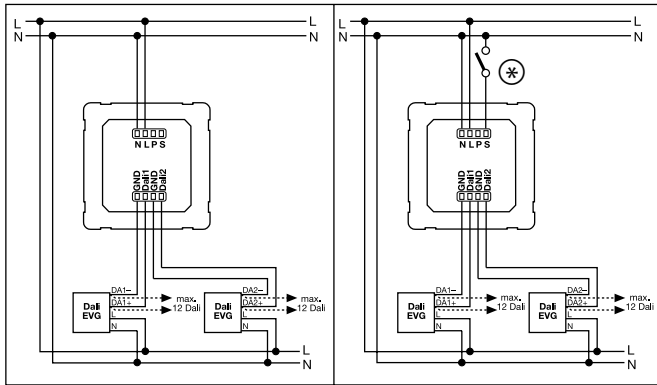 L
L
N
N
N L P S
GND
Dali1
GND
Dali2
DA1–
DA1+
L
N
Dali
EVG
max.
12 Dali
DA2–
DA2+
L
N
Dali
EVG
max.
12 Dali
L
N
L
L
N
N
N L P S
GND
Dali1
GND
Dali2
DA1–
DA1+
L
N
Dali
EVG
max.
12 Dali
DA2–
DA2+
L
N
Dali
EVG
max.
12 Dali
L
N